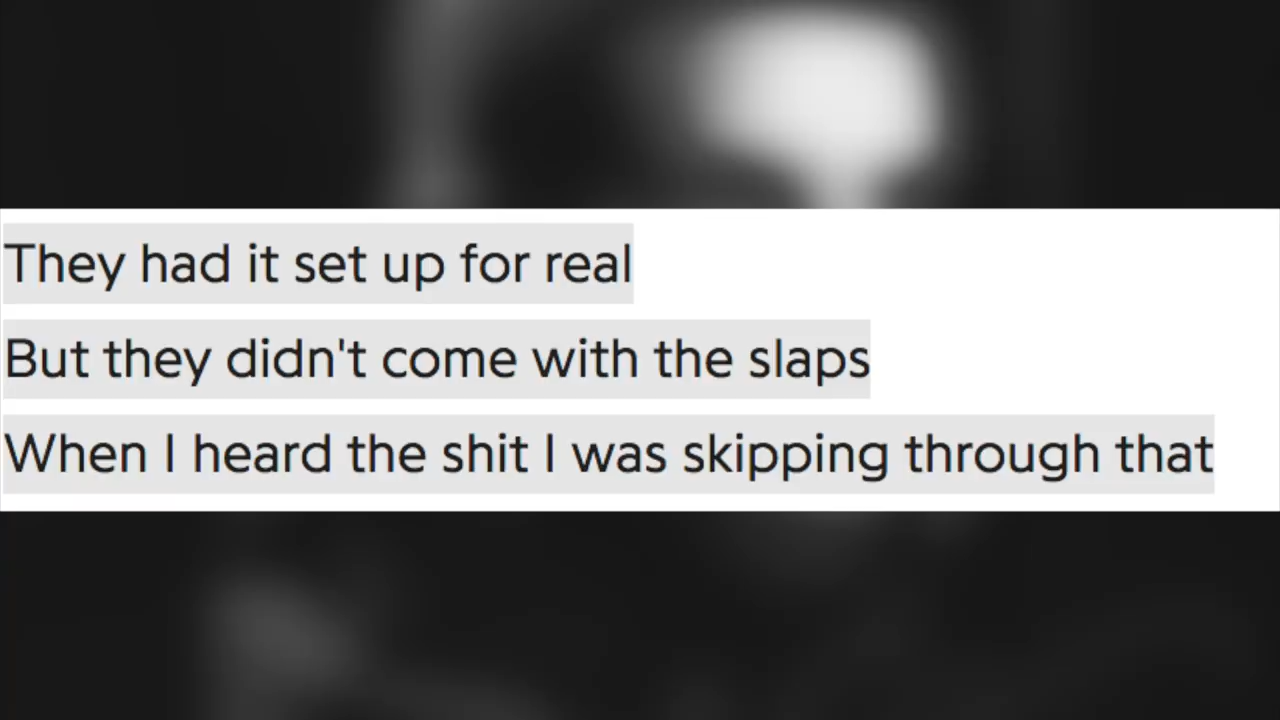 They had it set up for real
But they didn't come with the slaps
When I heard the shit I was skipping through that